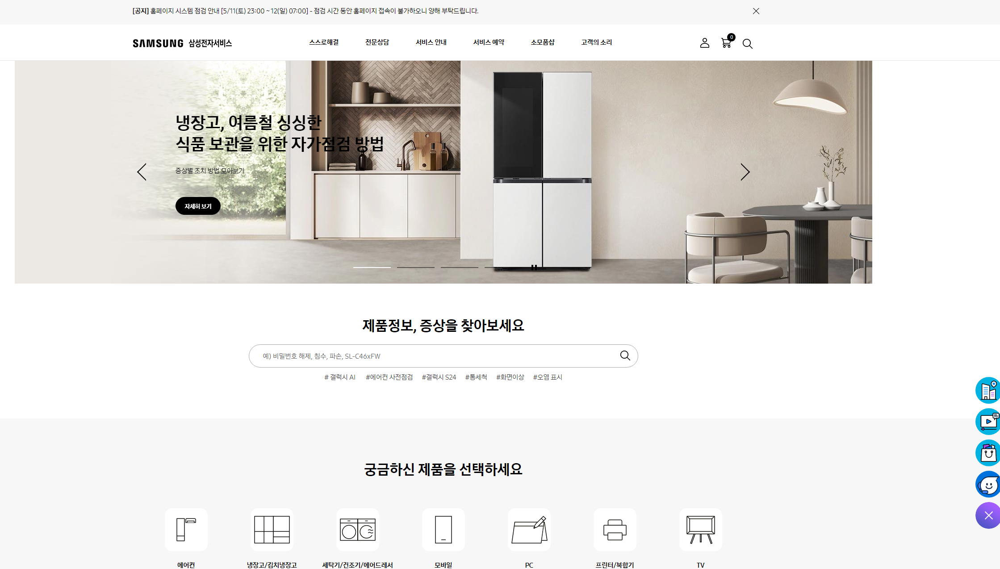 [공지] 홈페이지 시스템 점검 안내 [5/11(토) 23:00 ~ 12(일) 07:00] - 점검 시간 동안 홈페이지 접속이 불가하오니 양해 부탁드립니다.
SAMSUNG 삼성전자서비스
스스로해결 전문상담 서비스 안내 서비스 예약 소모품샵 고객의 소리
0
냉장고, 여름철 싱싱한
식품 보관을 위한 자가점검 방법
증상별 조치 방법 모아보기
자세히 보기
제품정보, 증상을 찾아보세요
예) 비밀번호 해제, 침수, 파손, SL-C46xFW
# 갤럭시 AI #에어컨 사전점검 #갤럭시 S24 #통세척 #화면이상 #오염 표시
궁금하신 제품을 선택하세요
에어컨 냉장고/김치냉장고 세탁기/건조기/에어드레서 모바일 PC 프린터/복합기 TV